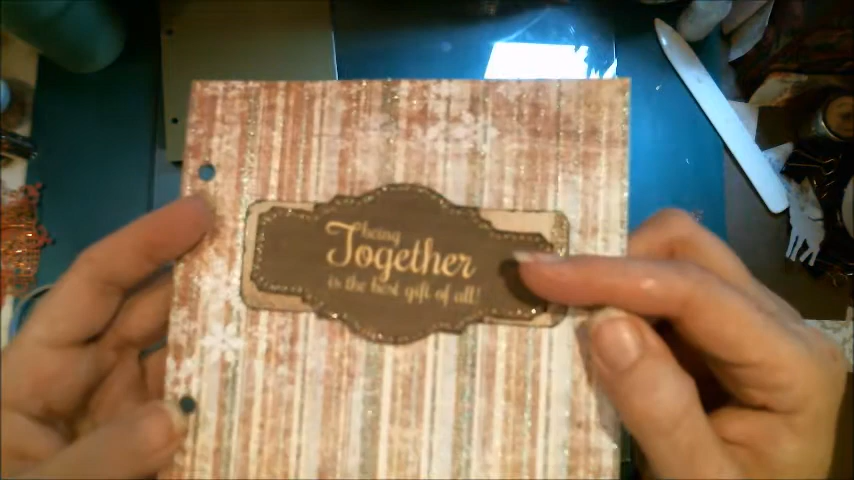 being
Together
is the best gift of all!